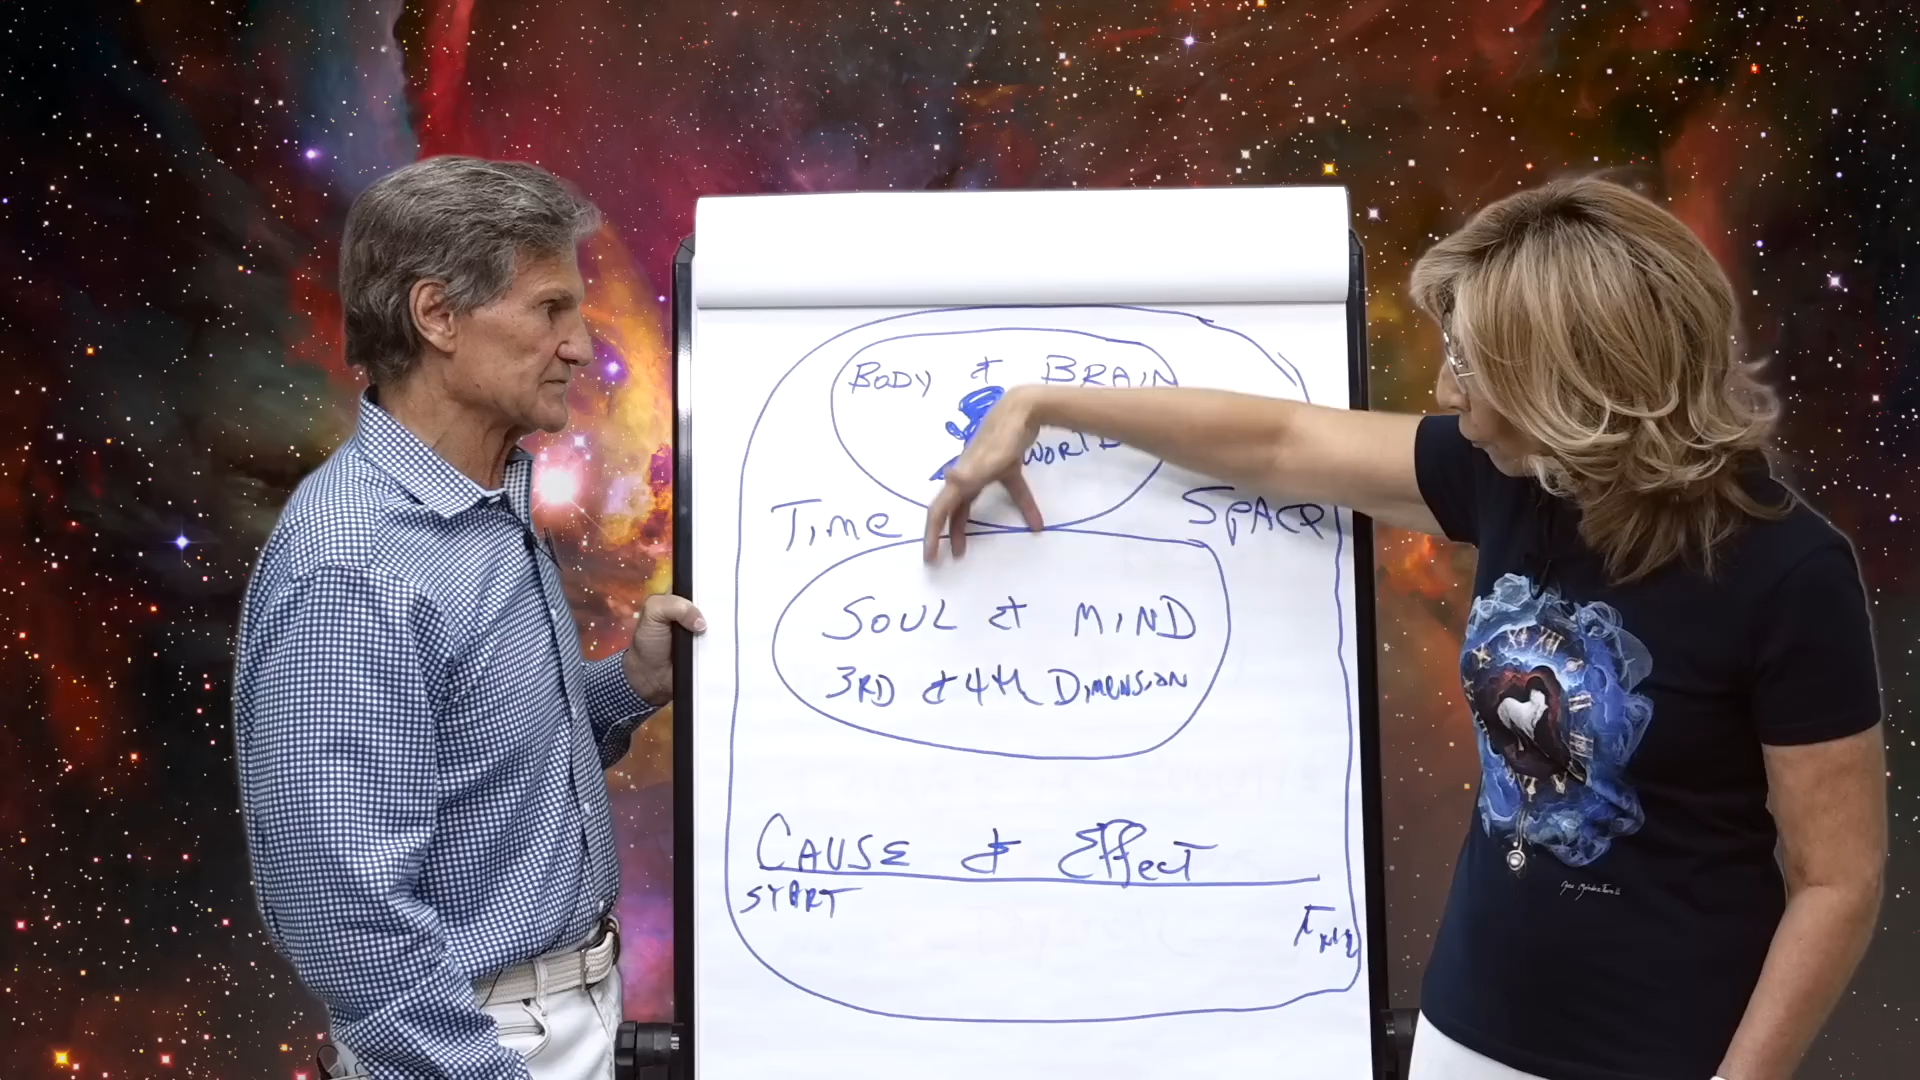 BODY & BRAIN
WORLD
Time SPACE
SOUL & MIND
3RD & 4th DIMENSION
CAUSE & Effect
START